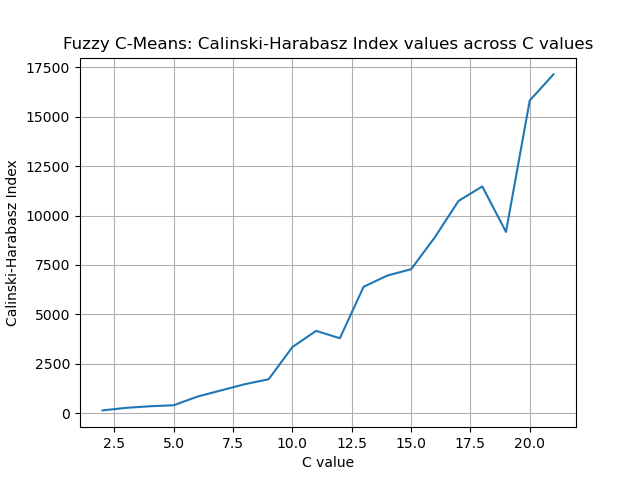 Fuzzy C-Means: Calinski-Harabasz Index values across C values
17500
15000
12500
10000
7500
5000
2500
0
Calinski-Harabasz Index
2.5 5.0 7.5 10.0 12.5 15.0 17.5 20.0
C value